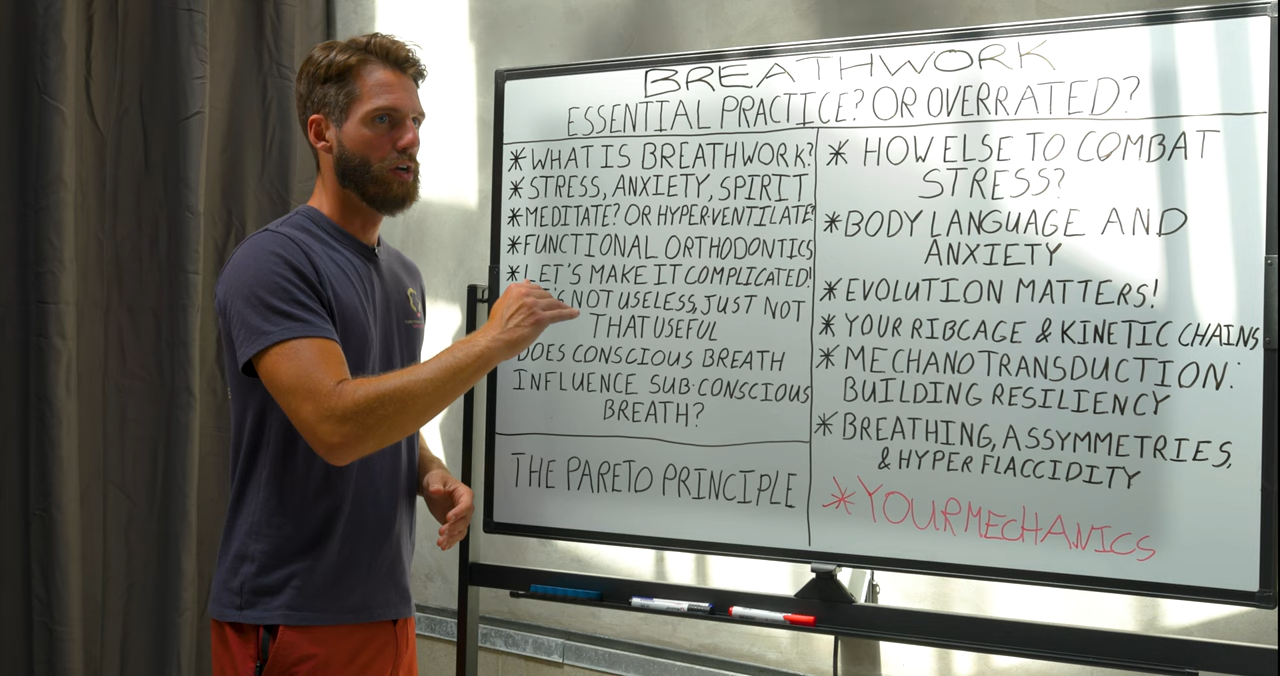 BREATHWORK
ESSENTIAL PRACTICE? OR OVERRATED?
* WHAT IS BREATHWORK?
* STRESS, ANXIETY, SPIRIT
* MEDITATE? OR HYPERVENTILATE?
* FUNCTIONAL ORTHODONTICS
* LET'S MAKE IT COMPLICATED!
NOT USELESS, JUST NOT
THAT USEFUL
DOES CONSCIOUS BREATH
INFLUENCE SUB-CONSCIOUS
BREATH?
THE PARETO PRINCIPLE
* HOW ELSE TO COMBAT
STRESS?
* BODY LANGUAGE AND
ANXIETY
* EVOLUTION MATTERS!
* YOUR RIBCAGE & KINETIC CHAINS
* MECHANOTRANSDUCTION:
BUILDING RESILIENCY
* BREATHING, ASSYMMETRIES,
& HYPER FLACCIDITY
* YOUR MECHANICS